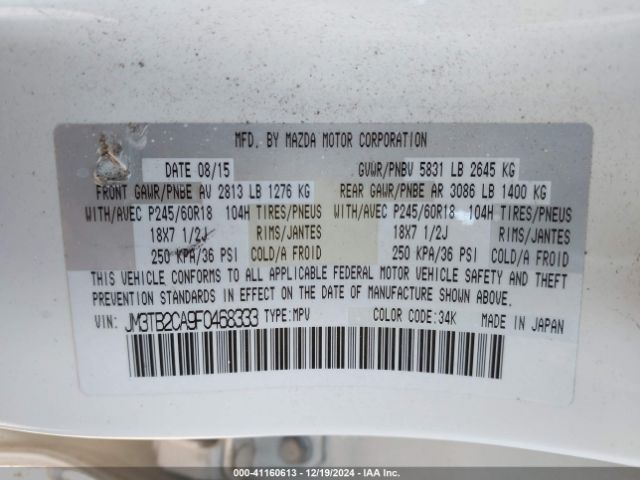 MFD. BY MAZDA MOTOR CORPORATION
DATE 08/15 GVWR/PNBV 5831 LB 2645 KG
FRONT GAWR/PNBE AV 2813 LB 1276 KG REAR GAWR/PNBE AR 3086 LB 1400 KG
WITH/AVEC P245/60R18 104H TIRES/PNEUS WITH/AVEC P245/60R18 104H TIRES/PNEUS
18X7 1/2J RIMS/JANTES 18X7 1/2J RIMS/JANTES
250 KPA/36 PSI COLD/A FROID 250 KPA/36 PSI COLD/A FROID
THIS VEHICLE CONFORMS TO ALL APPLICABLE FEDERAL MOTOR VEHICLE SAFETY AND THEFT
PREVENTION STANDARDS IN EFFECT ON THE DATE OF MANUFACTURE SHOWN ABOVE.
VIN: JM3TB2CA9F0468333 TYPE:MPV COLOR CODE:34K MADE IN JAPAN
000-41160613 - 12/19/2024 - IAA Inc.